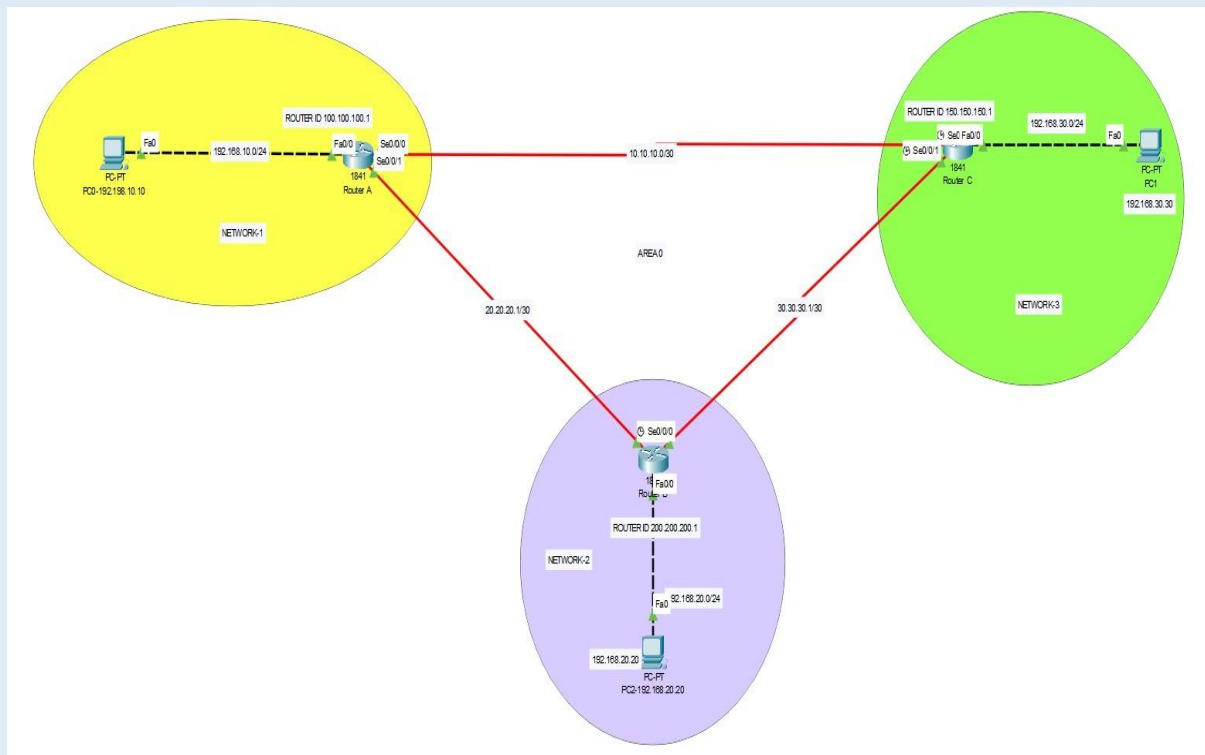 ROUTER ID 100.100.100.1
Fa0
192.168.10.0/24
Fa0/0
Se0/0/0
Se0/0/1
PC-PT
PC0-192.198.10.10
1841
Router A
NETWORK-1
10.10.10.0/30
AREA 0
20.20.20.1/30
30.30.30.1/30
ROUTER ID 150.150.150.1
Fa0/0
Se0/0/1
192.168.30.0/24
Fa0
1841
Router C
PC-PT
PC1
192.168.30.30
NETWORK-3
Se0/0/0
Fa0/0
ROUTER ID 200.200.200.1
NETWORK-2
92.168.20.0/24
Fa0
192.168.20.20
PC-PT
PC2-192.168.20.20